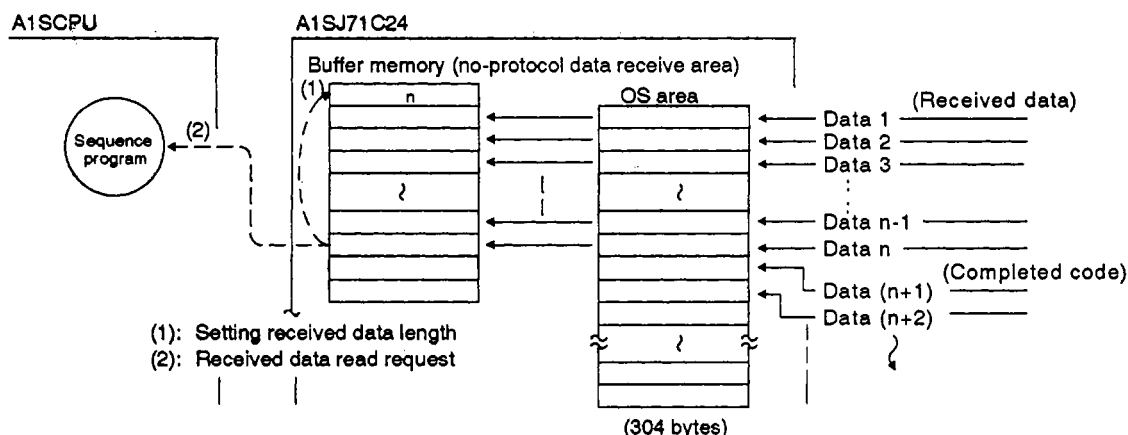 A1SCPU
A1SJ71C24
Buffer memory (no-protocol data receive area)
(1)
n
OS area
(Received data)
Data 1
(2)
Data 2
Sequence
program
Data 3
Data n-1
Data n
(Completed code)
Data (n+1)
Data (n+2)
(1): Setting received data length
(2): Received data read request
(304 bytes)